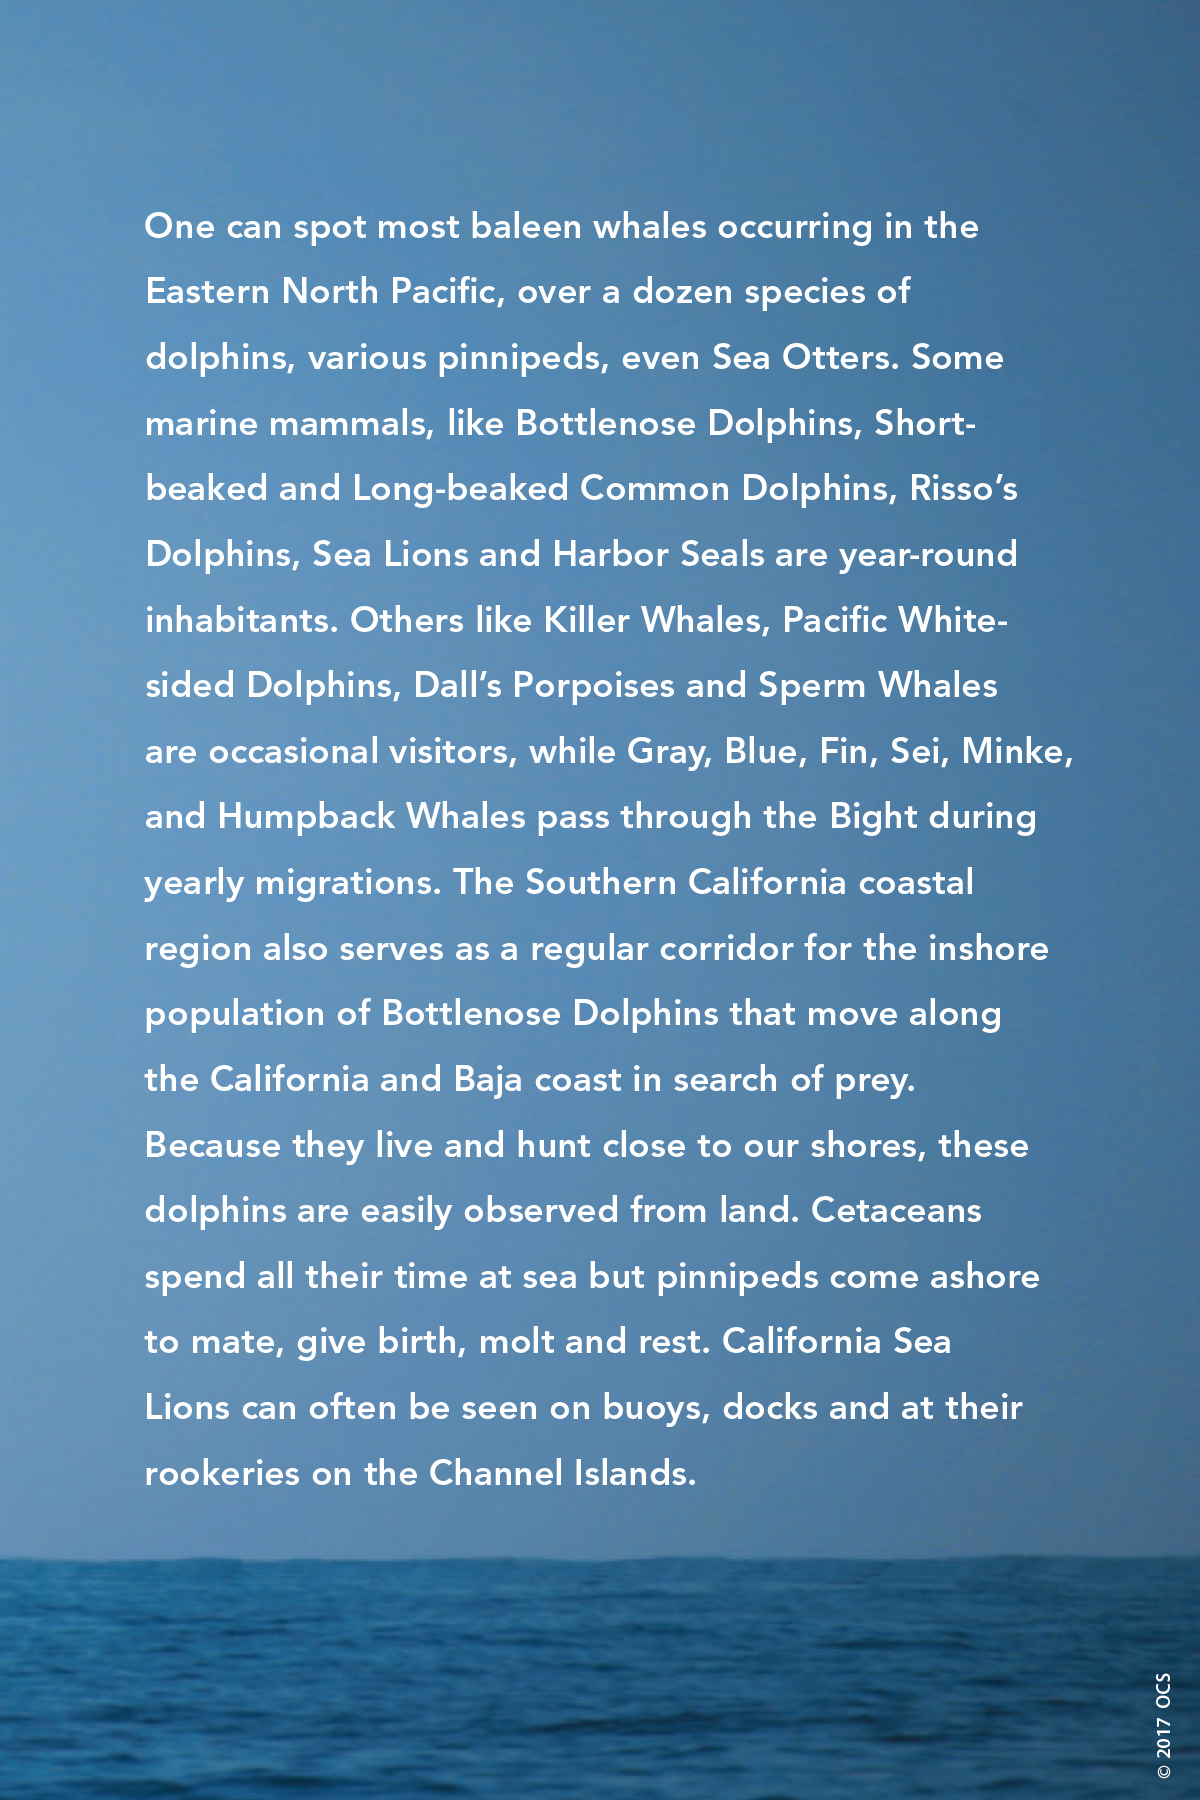 One can spot most baleen whales occurring in the
Eastern North Pacific, over a dozen species of
dolphins, various pinnipeds, even Sea Otters. Some
marine mammals, like Bottlenose Dolphins, Short-
beaked and Long-beaked Common Dolphins, Risso’s
Dolphins, Sea Lions and Harbor Seals are year-round
inhabitants. Others like Killer Whales, Pacific White-
sided Dolphins, Dall’s Porpoises and Sperm Whales
are occasional visitors, while Gray, Blue, Fin, Sei, Minke,
and Humpback Whales pass through the Bight during
yearly migrations. The Southern California coastal
region also serves as a regular corridor for the inshore
population of Bottlenose Dolphins that move along
the California and Baja coast in search of prey.
Because they live and hunt close to our shores, these
dolphins are easily observed from land. Cetaceans
spend all their time at sea but pinnipeds come ashore
to mate, give birth, molt and rest. California Sea
Lions can often be seen on buoys, docks and at their
rookeries on the Channel Islands.
© 2017 OCS